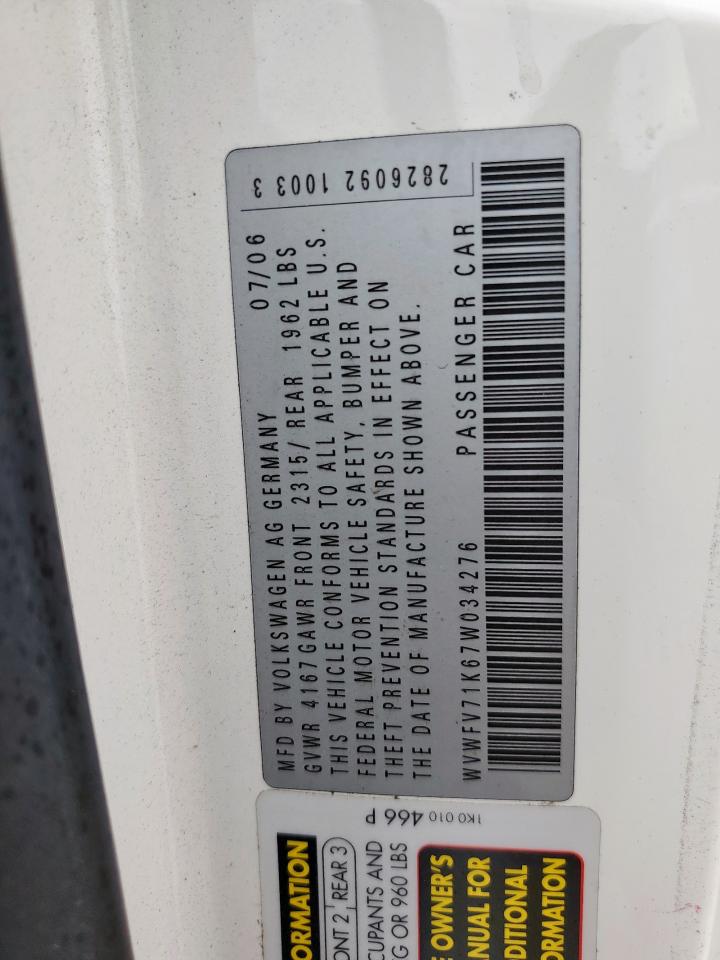 MFD BY VOLKSWAGEN AG GERMANY 07/06
GVWR 4167GAWR FRONT 2315/ REAR 1962 LBS
THIS VEHICLE CONFORMS TO ALL APPLICABLE U.S.
FEDERAL MOTOR VEHICLE SAFETY, BUMPER AND
THEFT PREVENTION STANDARDS IN EFFECT ON
THE DATE OF MANUFACTURE SHOWN ABOVE.
WVWFV71K67W034276 PASSENGER CAR
2826092 1003 3
1K0 010 466 P
ORMATION
ONT 2, REAR 3
CUPANTS AND
G OR 960 LBS
E OWNER'S
NUAL FOR
DITIONAL
ORMATION